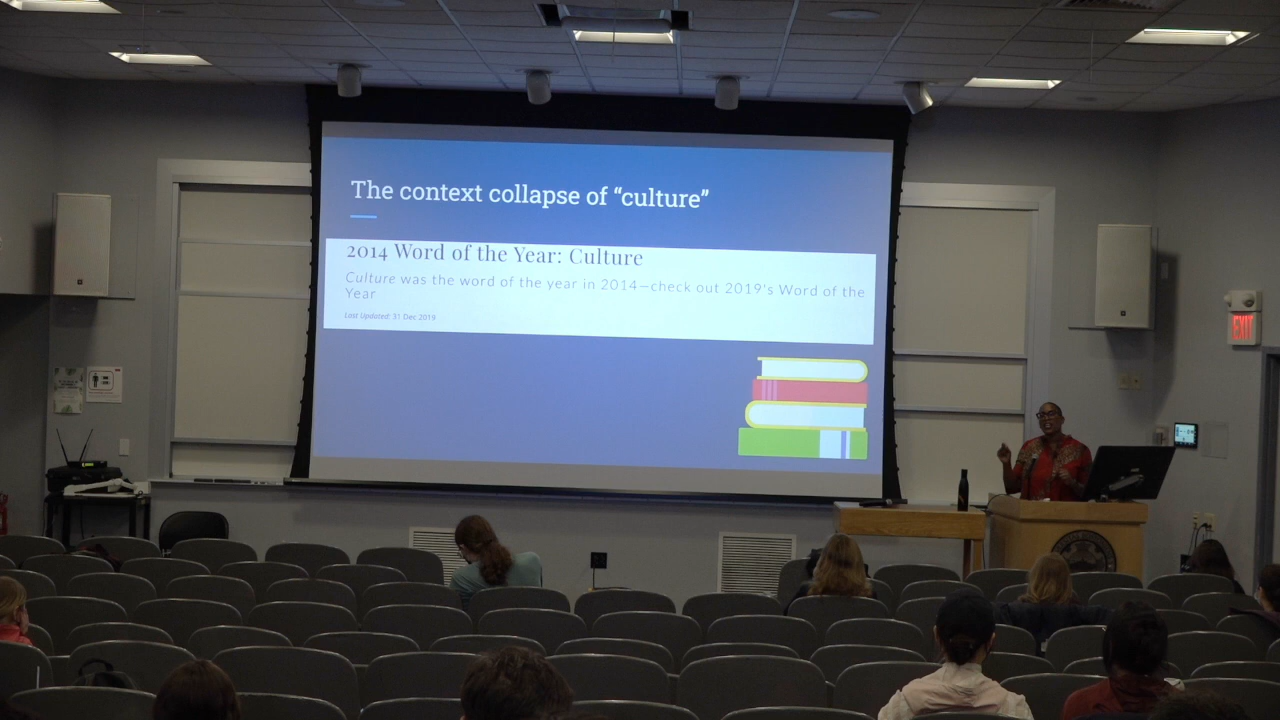 The context collapse of “culture”
2014 Word of the Year: Culture
Culture was the word of the year in 2014—check out 2019's Word of the
Year
Last Updated: 31 Dec 2019
EXIT